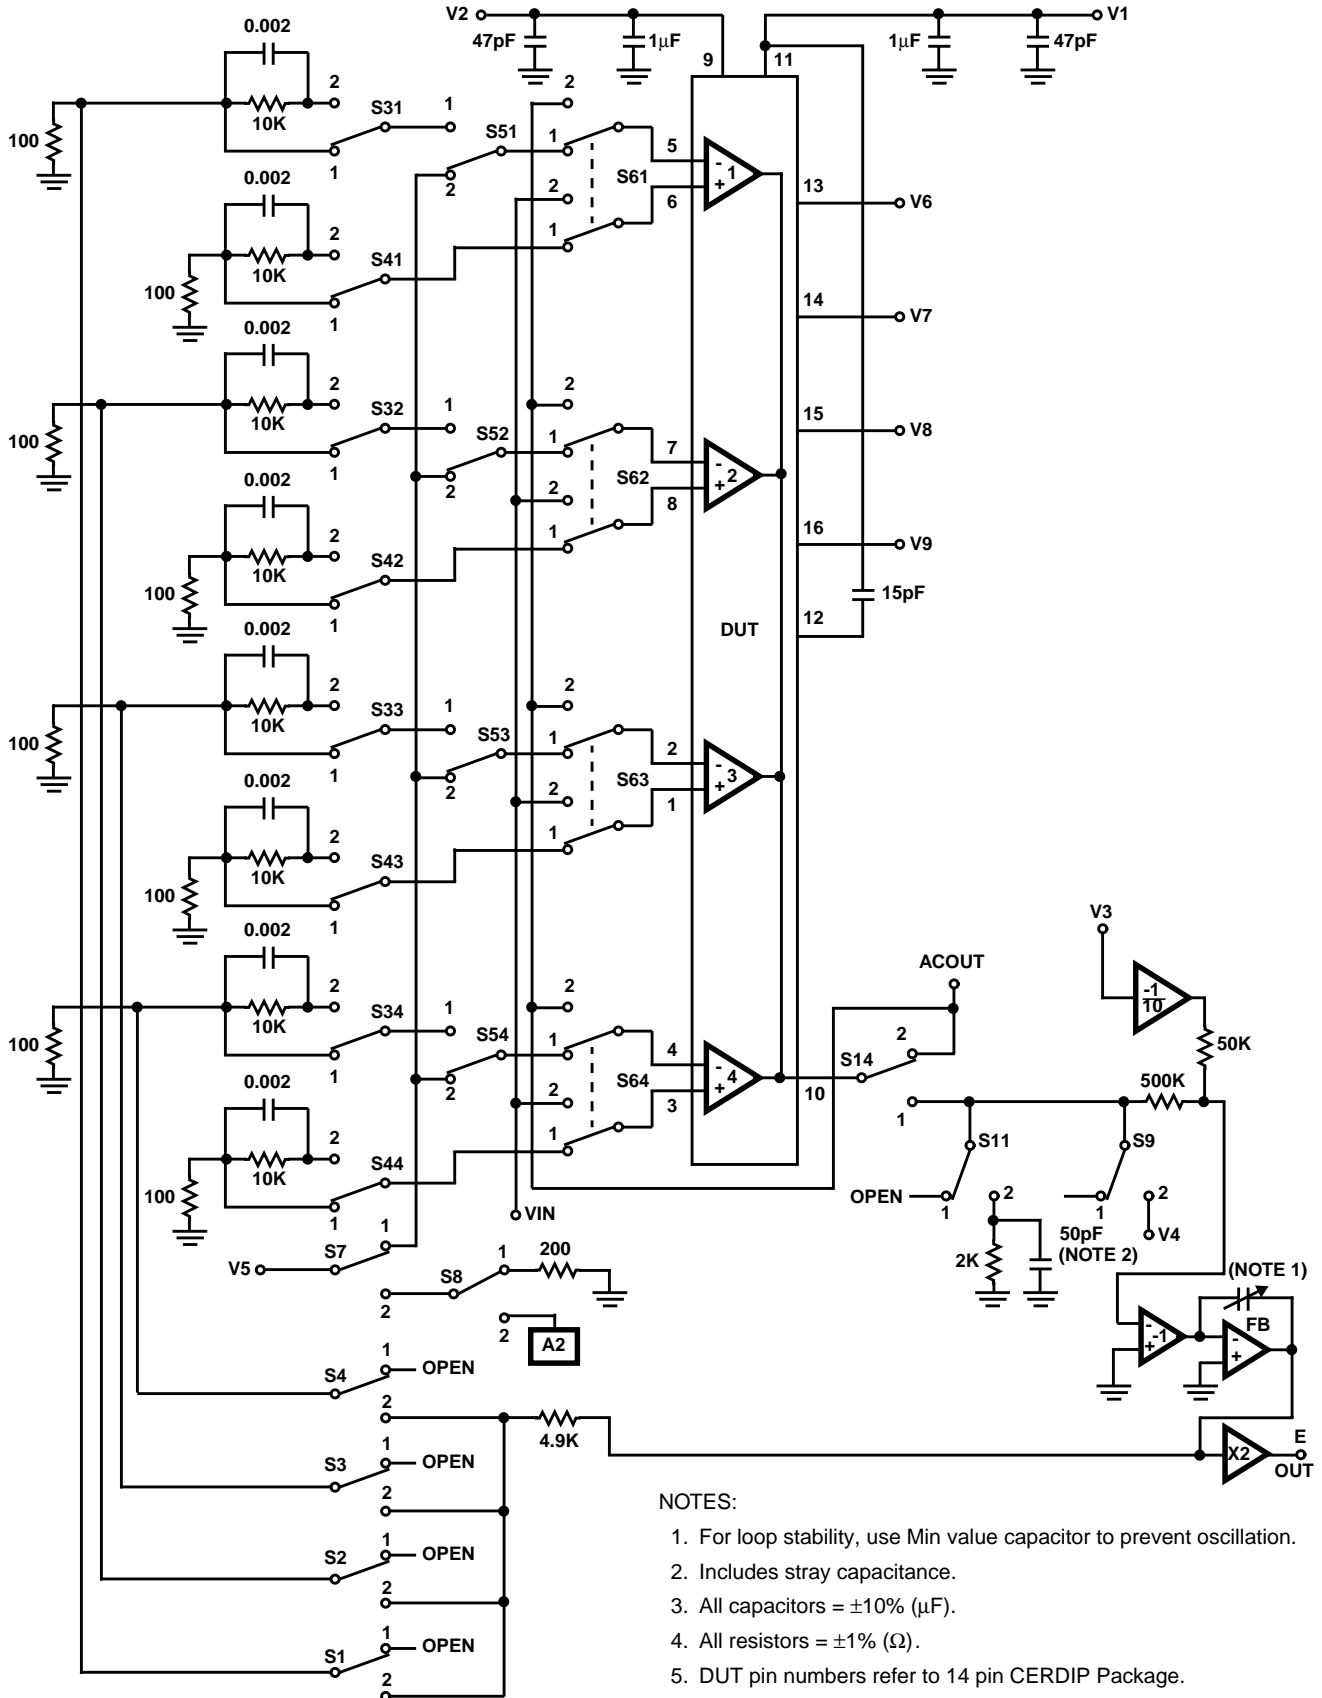 V2
47pF
1μF
9
11
1μF
47pF
V1
0.002
10K
100
2
S31
1
1
S51
2
2
1
S61
2
1
5
6
-
+
1
13
V6
0.002
10K
100
2
S41
1
14
V7
0.002
10K
100
2
S32
1
1
S52
2
2
1
S62
2
1
7
8
-
+
2
15
V8
0.002
10K
100
2
S42
1
16
V9
15pF
12
DUT
0.002
10K
100
2
S33
1
1
S53
2
2
1
S63
2
1
2
1
-
+
3
0.002
10K
100
2
S43
1
0.002
10K
100
2
S34
1
1
S54
2
2
1
S64
2
1
4
3
-
+
4
10
ACOUT
S14
2
1
V3
-1
10
50K
500K
0.002
10K
100
2
S44
1
S11
OPEN
1
2
2K
50pF
(NOTE 2)
S9
1
2
V4
VIN
V5
S7
1
2
S8
1
200
2
A2
(NOTE 1)
FB
-
+
-1
-
+
S4
1
OPEN
2
4.9K
X2
E
OUT
S3
1
OPEN
2
S2
1
OPEN
2
S1
1
OPEN
2
NOTES:
1. For loop stability, use Min value capacitor to prevent oscillation.
2. Includes stray capacitance.
3. All capacitors = ±10% (μF).
4. All resistors = ±1% (Ω).
5. DUT pin numbers refer to 14 pin CERDIP Package.